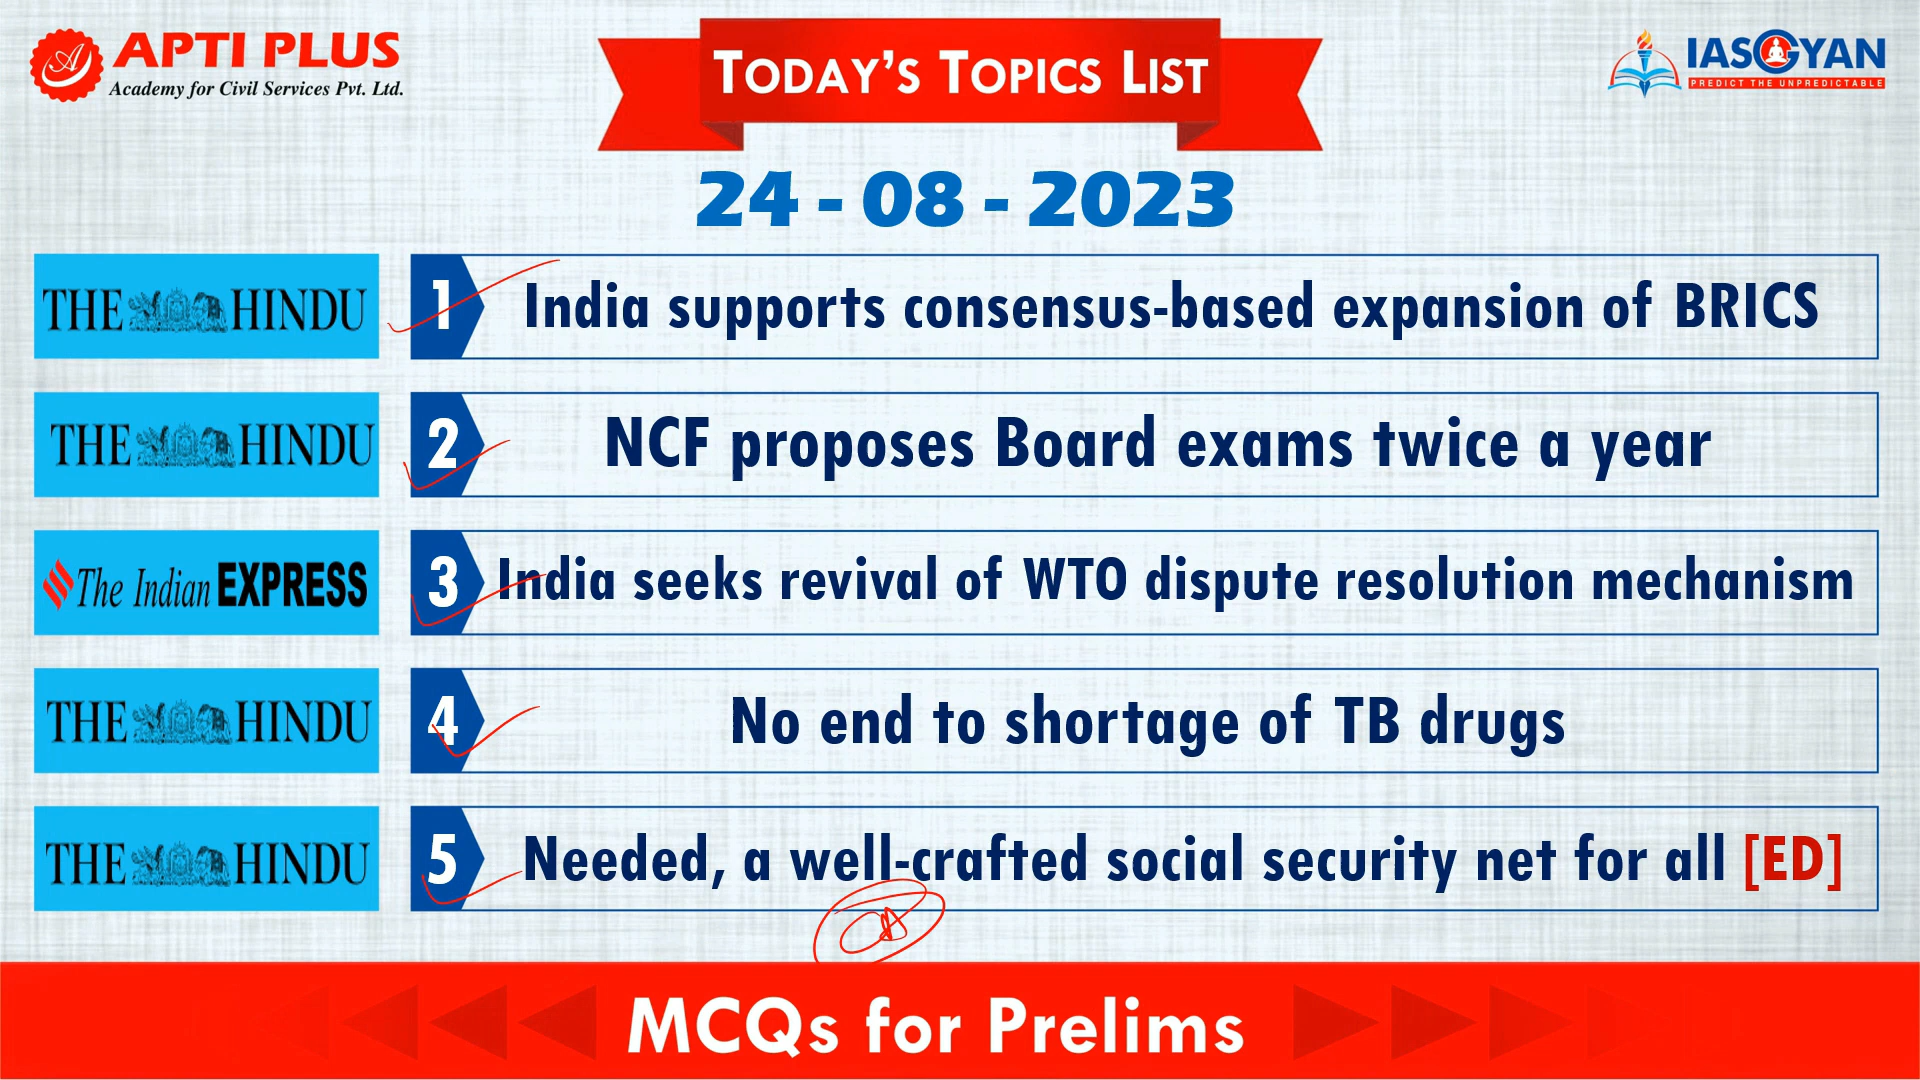 APTI PLUS
Academy for Civil Services Pvt. Ltd.
TODAY'S TOPICS LIST
IASGYAN
PREDICT THE UNPREDICTABLE
24 - 08 - 2023
THE HINDU
1 India supports consensus-based expansion of BRICS
THE HINDU
2 NCF proposes Board exams twice a year
The Indian EXPRESS
3 India seeks revival of WTO dispute resolution mechanism
THE HINDU
4 No end to shortage of TB drugs
THE HINDU
5 Needed, a well-crafted social security net for all [ED]
MCQs for Prelims